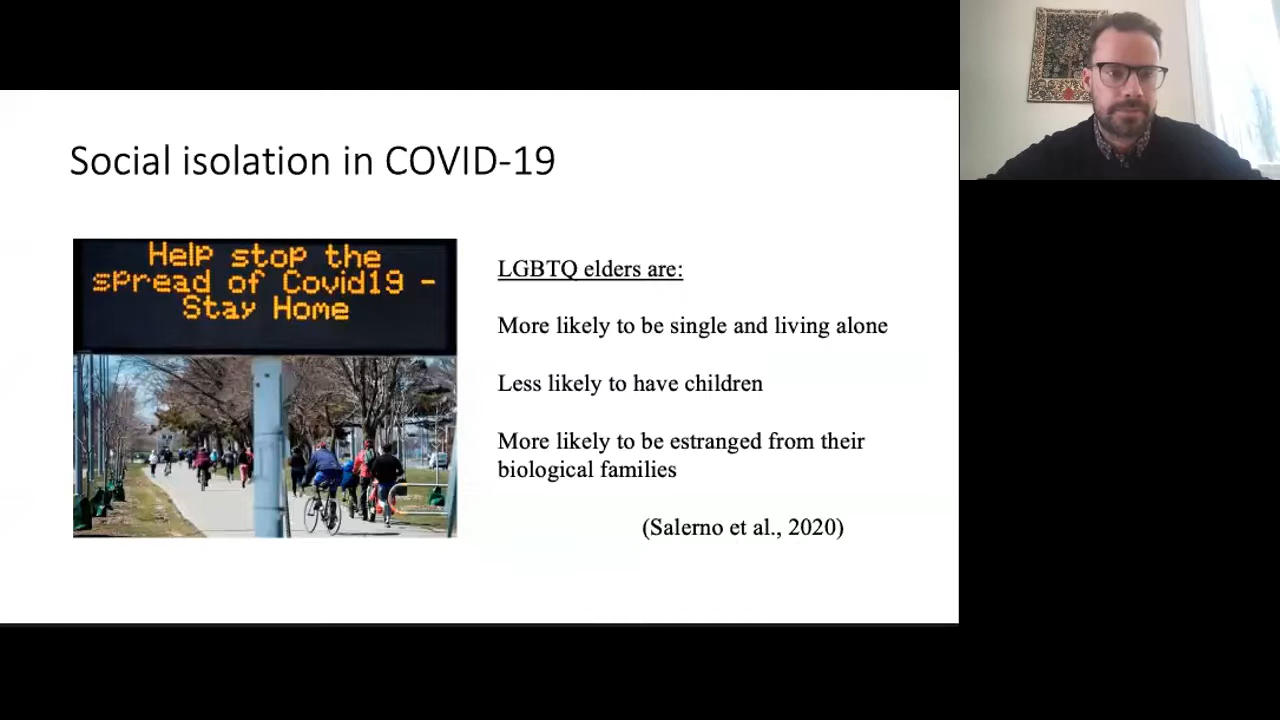 Social isolation in COVID-19
Help stop the
spread of Covid19 -
Stay Home
LGBTQ elders are:
More likely to be single and living alone
Less likely to have children
More likely to be estranged from their
biological families
(Salerno et al., 2020)